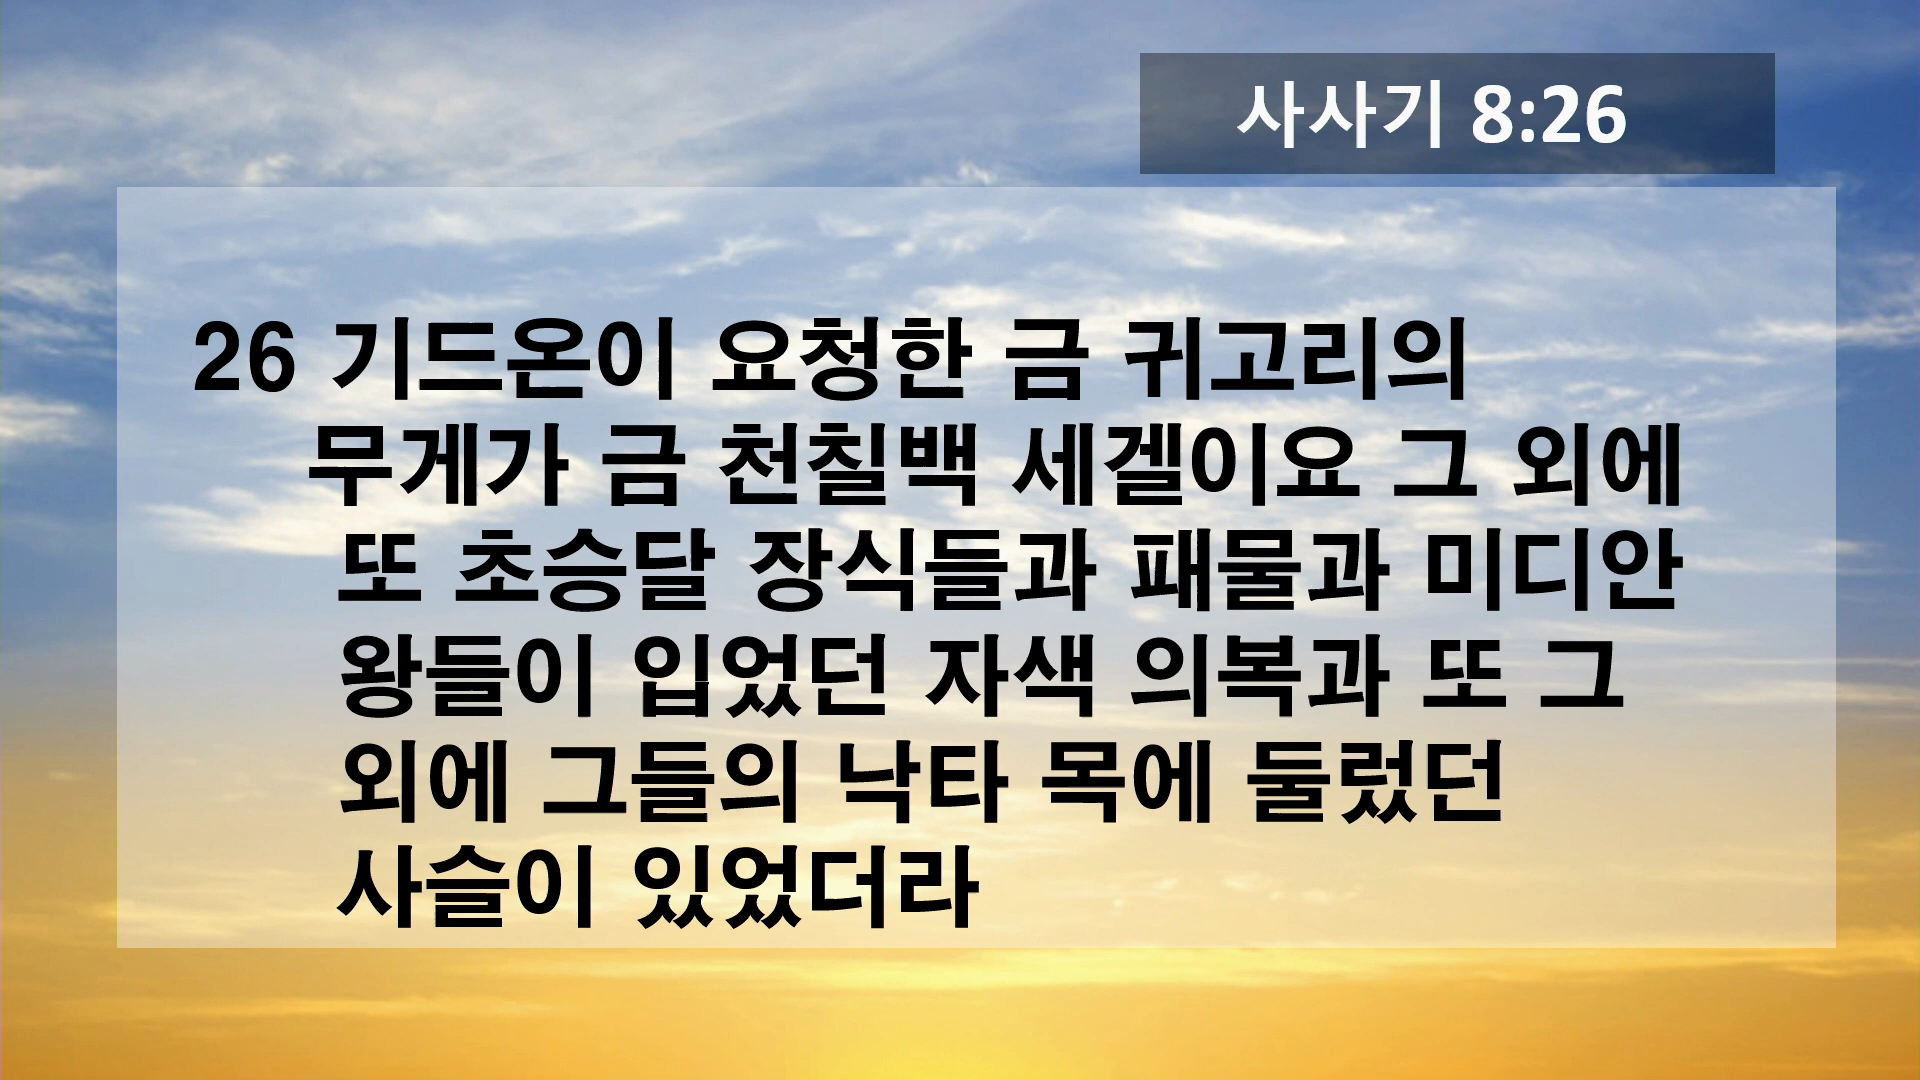 사사기 8:26
26 기드온이 요청한 금 귀고리의
무게가 금 천칠백 세겔이요 그 외에
또 초승달 장식들과 패물과 미디안
왕들이 입었던 자색 의복과 또 그
외에 그들의 낙타 목에 둘렀던
사슬이 있었더라